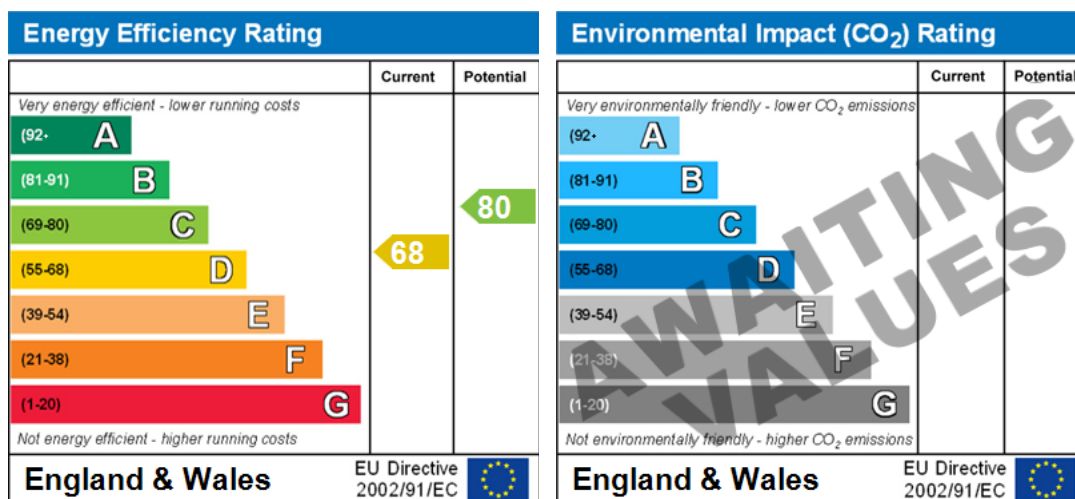 Energy Efficiency Rating
Current Potential
Very energy efficient - lower running costs
(92+ A
(81-91) B
(69-80) C
(55-68) D
(39-54) E
(21-38) F
(1-20) G
80
68
Not energy efficient - higher running costs
England & Wales
EU Directive
2002/91/EC
Environmental Impact (CO₂) Rating
Current Potential
Very environmentally friendly - lower CO₂ emissions
(92+ A
(81-91) B
(69-80) C
(55-68) D
(39-54) E
(21-38) F
(1-20) G
AWAITING
VALUES
Not environmentally friendly - higher CO₂ emissions
England & Wales
EU Directive
2002/91/EC